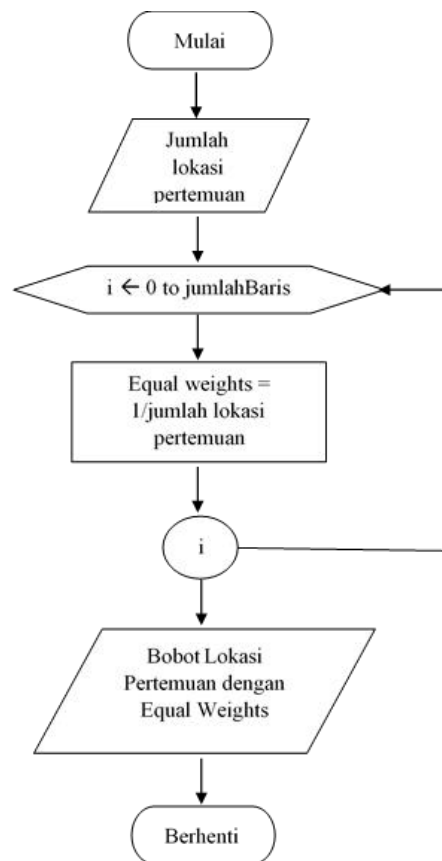 Mulai
Jumlah
lokasi
pertemuan
i ← 0 to jumlahBaris
Equal weights =
1/jumlah lokasi
pertemuan
i
Bobot Lokasi
Pertemuan dengan
Equal Weights
Berhenti